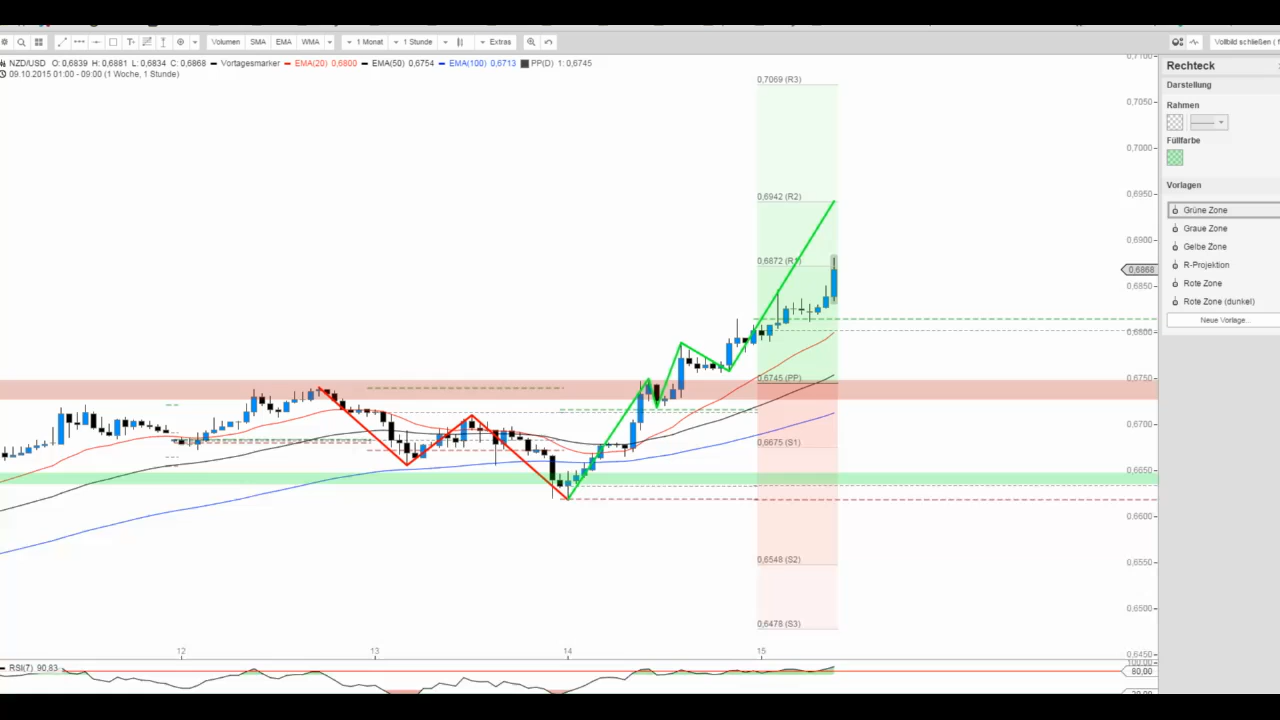 Volumen SMA EMA WMA 1 Monat 1 Stunde Extras
NZD/USD O: 0,6839 H: 0,6881 L: 0,6834 C: 0,6868 Vortagesmarker EMA(20) 0,6800 EMA(50) 0,6754 EMA(100) 0,6713 PP(D) 1: 0,6745
09.10.2015 01:00 - 09:00 (1 Woche, 1 Stunde)
0,7069 (R3)
0,6942 (R2)
0,6872 (R1)
0,6745 (PP)
0,6675 (S1)
0,6548 (S2)
0,6478 (S3)
0,7100
0,7050
0,7000
0,6950
0,6900
0,6868
0,6850
0,6800
0,6750
0,6700
0,6650
0,6600
0,6550
0,6500
0,6450
12 13 14 15
RSI(7) 90,83
100,00
80,00
Vollbild schließen
Rechteck
Darstellung
Rahmen
Füllfarbe
Vorlagen
Grüne Zone
Graue Zone
Gelbe Zone
R-Projektion
Rote Zone
Rote Zone (dunkel)
Neue Vorlage...